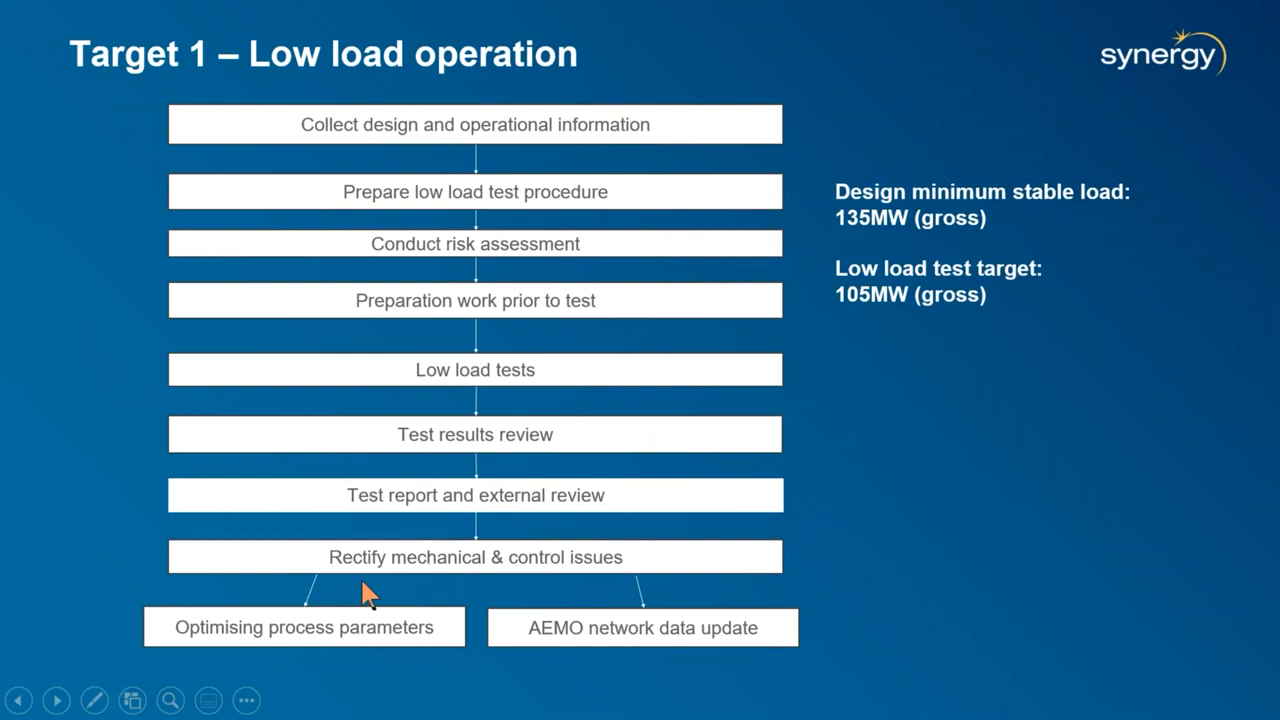 Target 1 – Low load operation
synergy
Collect design and operational information
Prepare low load test procedure
Conduct risk assessment
Preparation work prior to test
Low load tests
Test results review
Test report and external review
Rectify mechanical & control issues
Optimising process parameters
AEMO network data update
Design minimum stable load:
135MW (gross)
Low load test target:
105MW (gross)